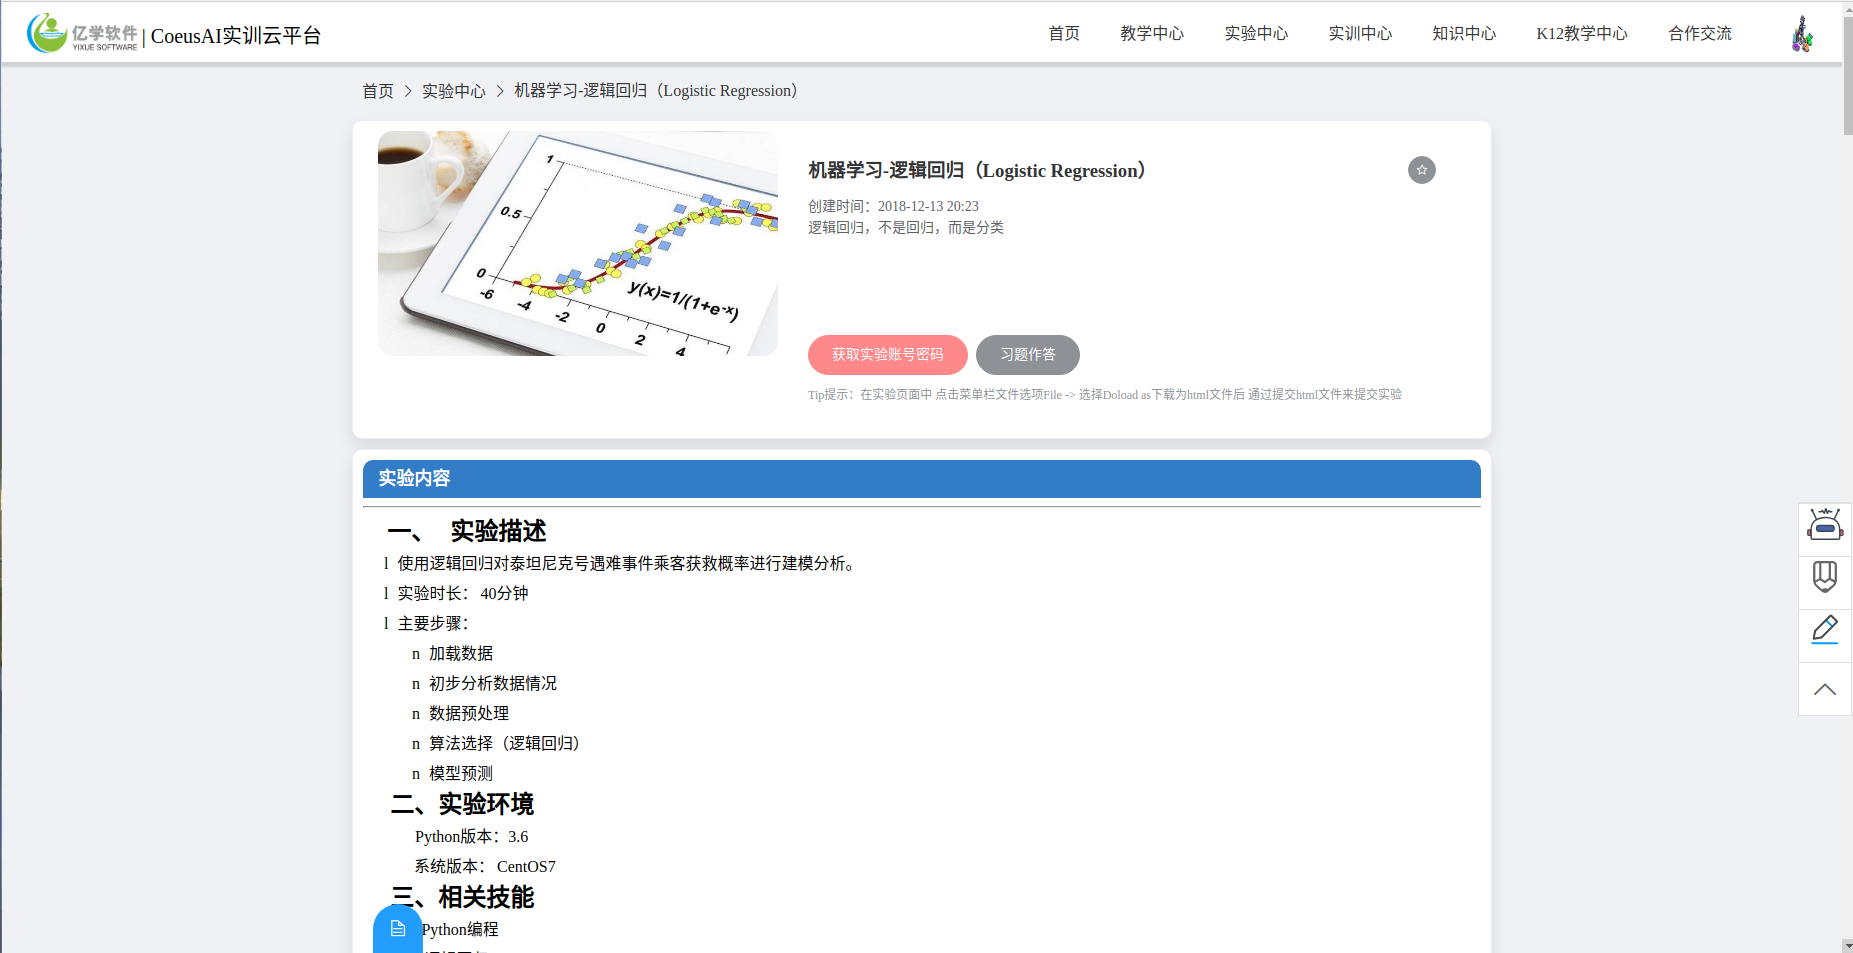 亿学软件
YIXUE SOFTWARE
| CoeusAI实训云平台
首页 教学中心 实验中心 实训中心 知识中心 K12教学中心 合作交流
首页 > 实验中心 > 机器学习-逻辑回归（Logistic Regression）
1
0.5
0
-6
-4
-2
0
2
4
y(x)=1/(1+e^-x)
机器学习-逻辑回归（Logistic Regression）
创建时间：2018-12-13 20:23
逻辑回归，不是回归，而是分类
获取实验账号密码 习题作答
Tip提示：在实验页面中 点击菜单栏文件选项File -> 选择Doload as下载为html文件后 通过提交html文件来提交实验
实验内容
一、 实验描述
l 使用逻辑回归对泰坦尼克号遇难事件乘客获救概率进行建模分析。
l 实验时长： 40分钟
l 主要步骤：
n 加载数据
n 初步分析数据情况
n 数据预处理
n 算法选择（逻辑回归）
n 模型预测
二、实验环境
Python版本：3.6
系统版本： CentOS7
三、相关技能
Python编程